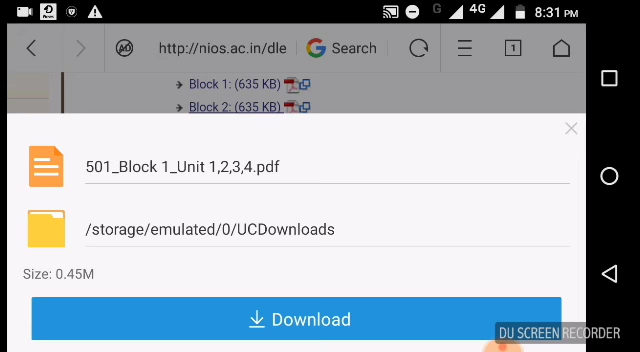 G 4G 8:31 PM
AD http://nios.ac.in/dle G Search 1
Block 1: (635 KB)
Block 2: (635 KB)
501_Block 1_Unit 1,2,3,4.pdf
/storage/emulated/0/UCDownloads
Size: 0.45M
Download
DU SCREEN RECORDER